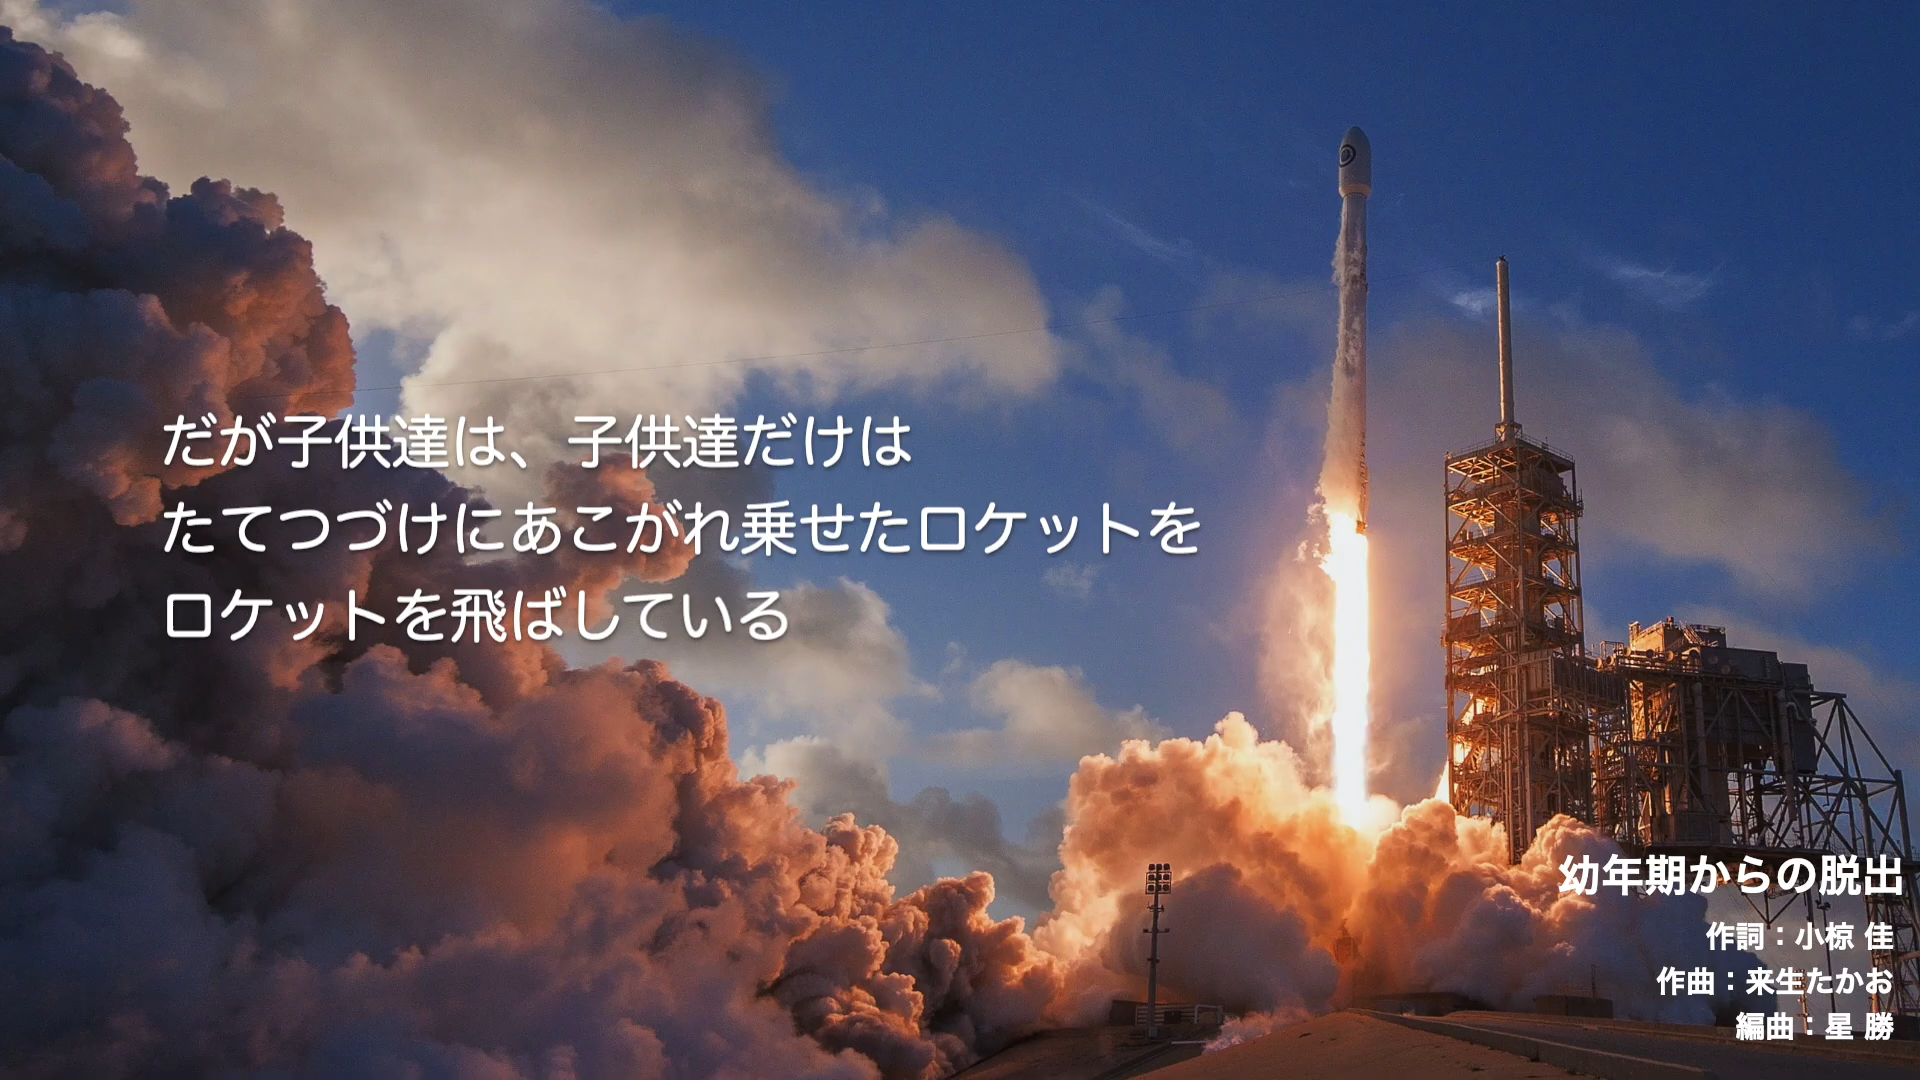 だが子供達は、子供達だけは
たてつづけにあこがれ乗せたロケットを
ロケットを飛ばしている
幼年期からの脱出
作詞：小椋 佳
作曲：来生たかお
編曲：星 勝